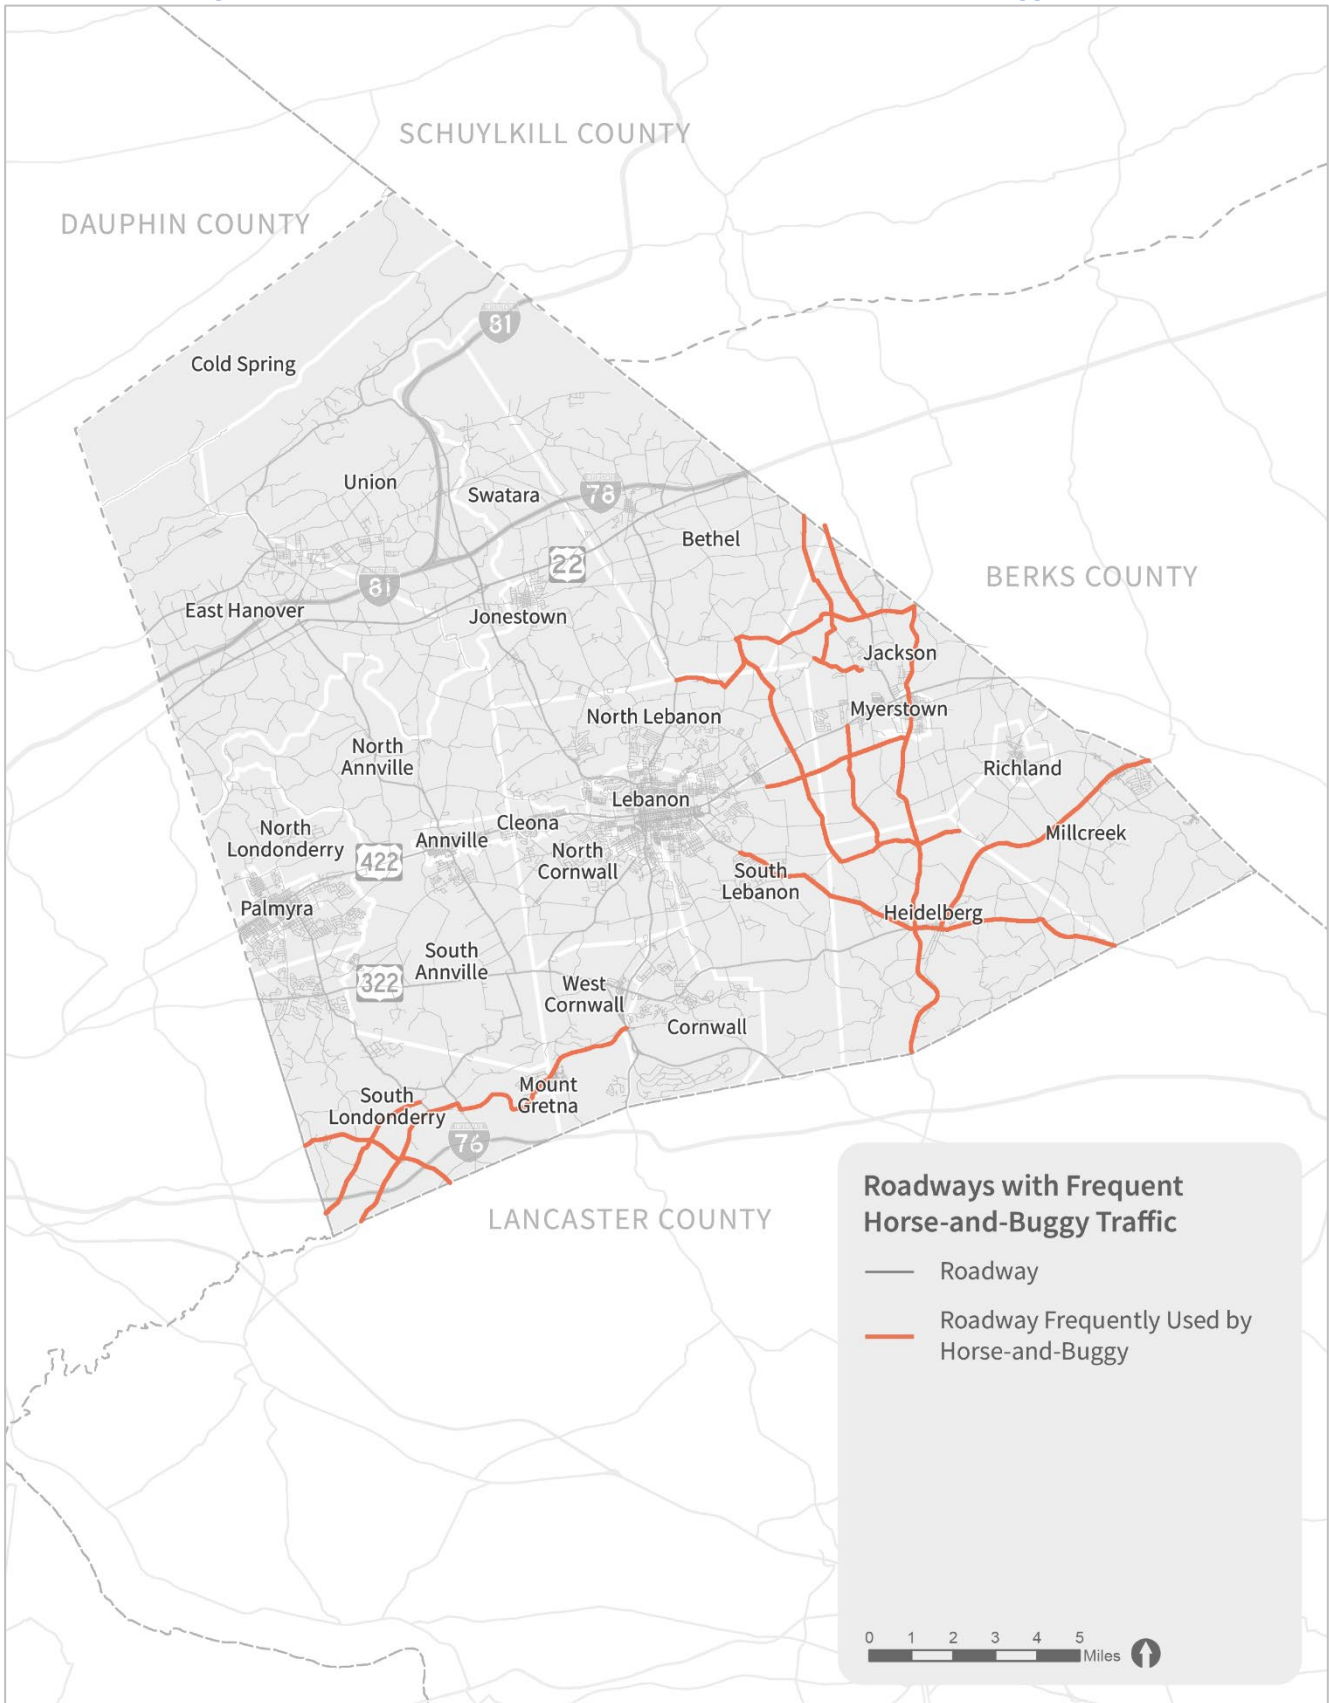 SCHUYLKILL COUNTY
DAUPHIN COUNTY
81
Cold Spring
Union
Swatara
78
Bethel
22
BERKS COUNTY
81
East Hanover
Jonestown
Jackson
Myerstown
North Lebanon
North
Annville
Richland
Lebanon
Cleona
North
Londonderry
Annville
Millcreek
422
North
Cornwall
South
Lebanon
Palmyra
Heidelberg
South
Annville
322
West
Cornwall
Cornwall
Mount
Gretna
South
Londonderry
76
LANCASTER COUNTY
Roadways with Frequent
Horse-and-Buggy Traffic
Roadway
Roadway Frequently Used by
Horse-and-Buggy
0 1 2 3 4 5
Miles